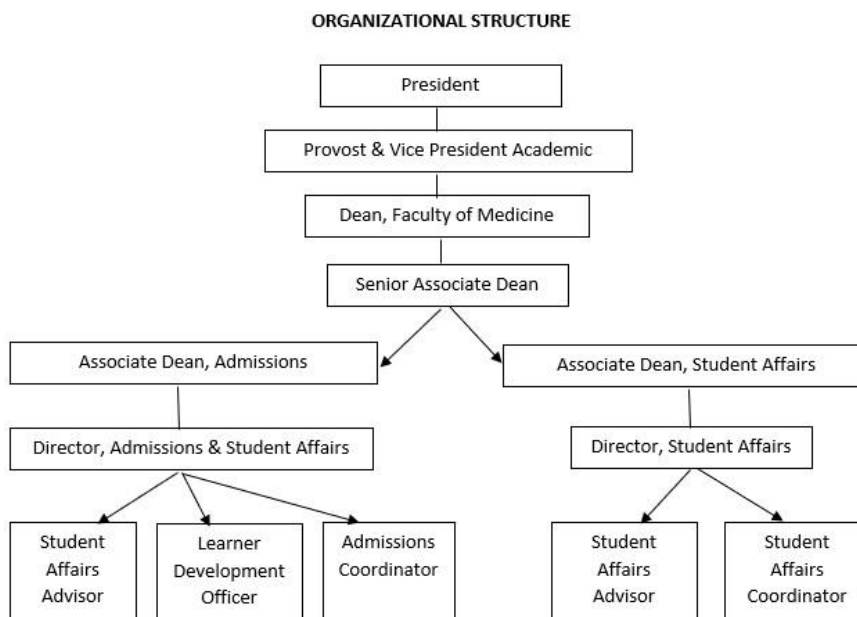 ORGANIZATIONAL STRUCTURE
President
Provost & Vice President Academic
Dean, Faculty of Medicine
Senior Associate Dean
Associate Dean, Admissions
Associate Dean, Student Affairs
Director, Admissions & Student Affairs
Director, Student Affairs
Student
Affairs
Advisor
Learner
Development
Officer
Admissions
Coordinator
Student
Affairs
Advisor
Student
Affairs
Coordinator